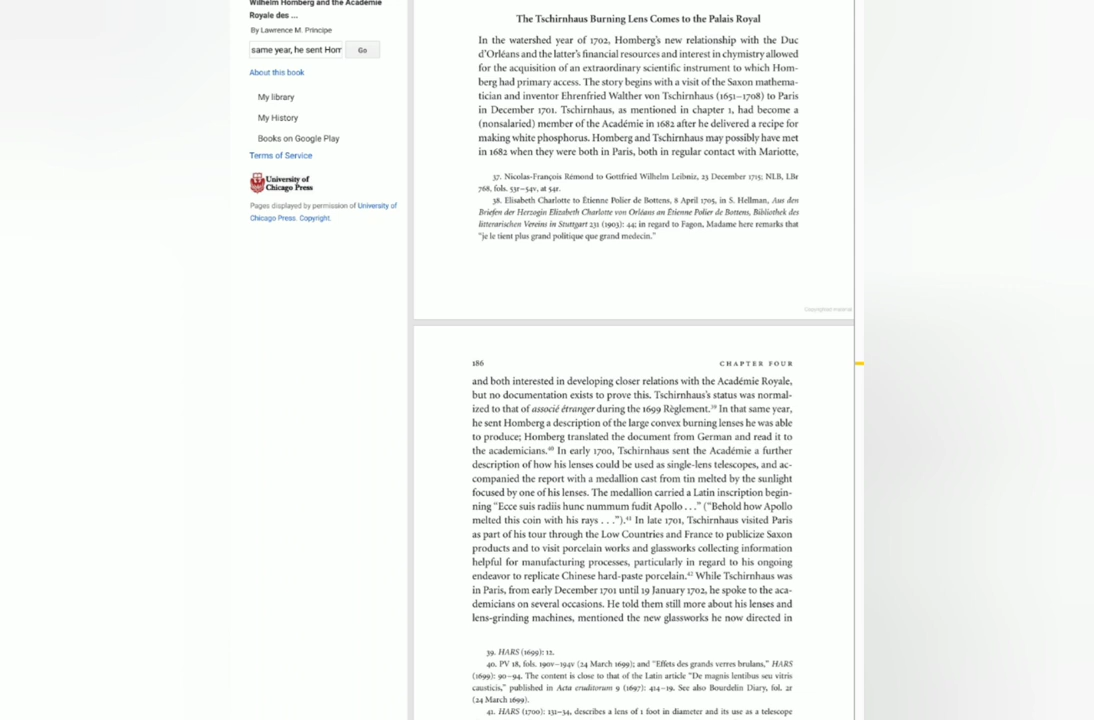 Wilhelm Homberg and the Académie
Royale des ...
By Lawrence M. Principe
same year, he sent Hom
Go
About this book
My library
My History
Books on Google Play
Terms of Service
University of
Chicago Press
Pages displayed by permission of University of
Chicago Press. Copyright.
The Tschirnhaus Burning Lens Comes to the Palais Royal
In the watershed year of 1702, Homberg's new relationship with the Duc
d'Orléans and the latter's financial resources and interest in chymistry allowed
for the acquisition of an extraordinary scientific instrument to which Hom-
berg had primary access. The story begins with a visit of the Saxon mathema-
tician and inventor Ehrenfried Walther von Tschirnhaus (1651–1708) to Paris
in December 1701. Tschirnhaus, as mentioned in chapter 1, had become a
(nonsalaried) member of the Académie in 1682 after he delivered a recipe for
making white phosphorus. Homberg and Tschirnhaus may possibly have met
in 1682 when they were both in Paris, both in regular contact with Mariotte,
37. Nicolas-François Rémond to Gottfried Wilhelm Leibniz, 23 December 1715; NLB, LBr
768, fols. 53r–54v, at 54r.
38. Elisabeth Charlotte to Étienne Polier de Bottens, 8 April 1705, in S. Hellman, Aus den
Briefen der Herzogin Elizabeth Charlotte von Orléans an Étienne Polier de Bottens, Bibliothek des
litterarischen Vereins in Stuttgart 231 (1903): 44; in regard to Fagon, Madame here remarks that
"je le tient plus grand politique que grand medecin."
Copyrighted material
186 CHAPTER FOUR
and both interested in developing closer relations with the Académie Royale,
but no documentation exists to prove this. Tschirnhaus's status was normal-
ized to that of associé étranger during the 1699 Règlement.39 In that same year,
he sent Homberg a description of the large convex burning lenses he was able
to produce; Homberg translated the document from German and read it to
the academicians.40 In early 1700, Tschirnhaus sent the Académie a further
description of how his lenses could be used as single-lens telescopes, and ac-
companied the report with a medallion cast from tin melted by the sunlight
focused by one of his lenses. The medallion carried a Latin inscription begin-
ning "Ecce suis radiis hunc nummum fudit Apollo . . ." ("Behold how Apollo
melted this coin with his rays . . .").41 In late 1701, Tschirnhaus visited Paris
as part of his tour through the Low Countries and France to publicize Saxon
products and to visit porcelain works and glassworks collecting information
helpful for manufacturing processes, particularly in regard to his ongoing
endeavor to replicate Chinese hard-paste porcelain.42 While Tschirnhaus was
in Paris, from early December 1701 until 19 January 1702, he spoke to the aca-
demicians on several occasions. He told them still more about his lenses and
lens-grinding machines, mentioned the new glassworks he now directed in
39. HARS (1699): 12.
40. PV 18, fols. 190v–194v (24 March 1699); and "Effets des grands verres brulans," HARS
(1699): 90–94. The content is close to that of the Latin article "De magnis lentibus seu vitris
causticis," published in Acta eruditorum 9 (1697): 414–19. See also Bourdelin Diary, fol. 2r
(24 March 1699).
41. HARS (1700): 131–34, describes a lens of 1 foot in diameter and its use as a telescope